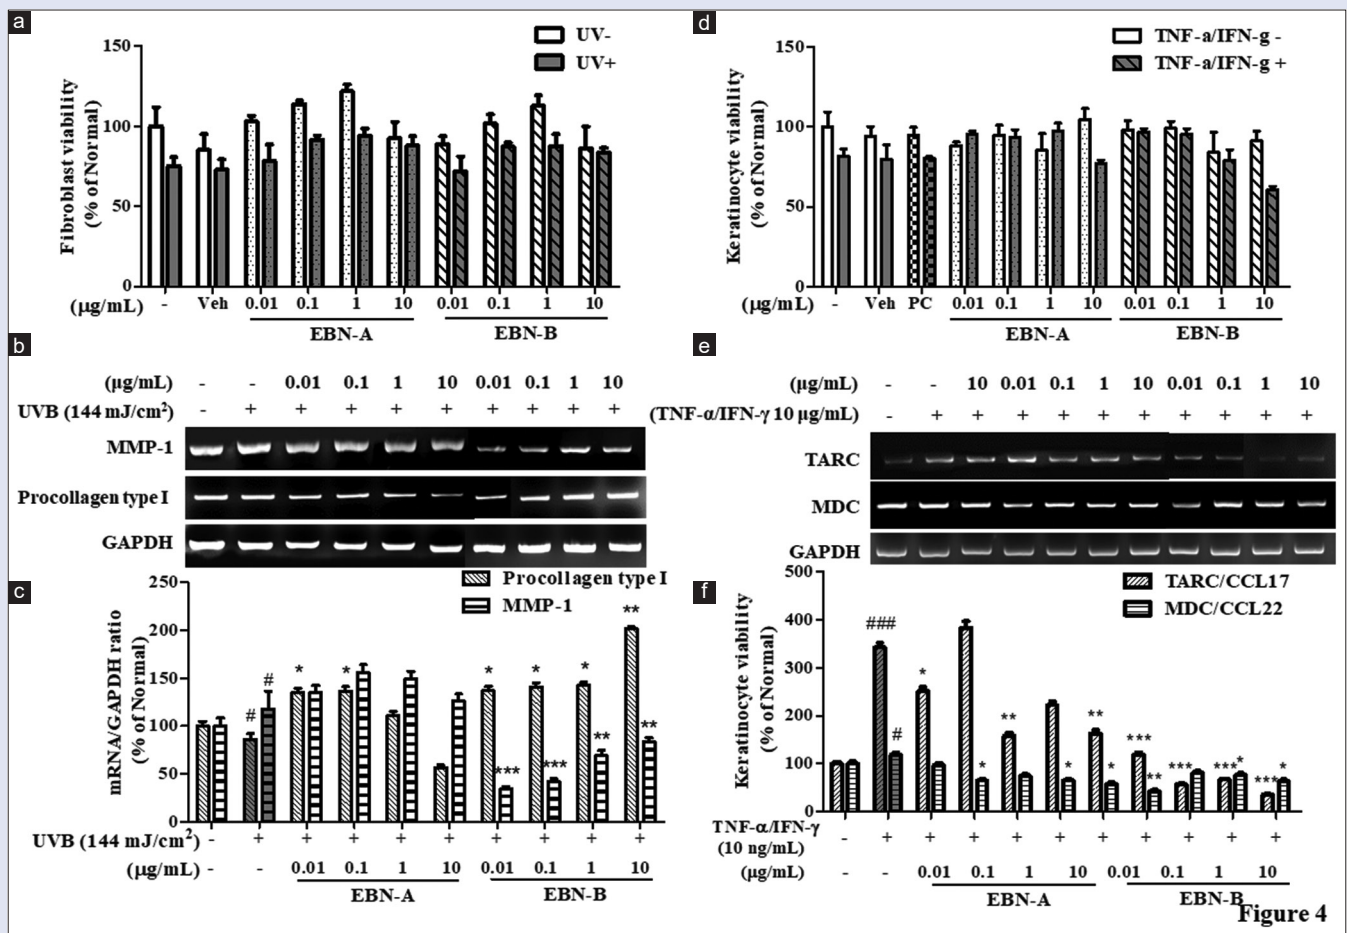 a
150
100
50
0
Fibroblast viability
(% of Normal)
UV-
UV+
(µg/mL) - Veh 0.01 0.1 1 10 0.01 0.1 1 10
EBN-A EBN-B
d
150
100
50
0
Keratinocyte viability
(% of Normal)
TNF-a/IFN-g -
TNF-a/IFN-g +
(µg/mL) - Veh PC 0.01 0.1 1 10 0.01 0.1 1 10
EBN-A EBN-B
b
(µg/mL) - - 0.01 0.1 1 10 0.01 0.1 1 10
UVB (144 mJ/cm²) - + + + + + + + + +
MMP-1
Procollagen type I
GAPDH
e
(µg/mL) - - 10 0.01 0.1 1 10 0.01 0.1 1 10
(TNF-α/IFN-γ 10 µg/mL) - + + + + + + + + + +
TARC
MDC
GAPDH
c
250
200
150
100
50
0
mRNA/GAPDH ratio
(% of Normal)
Procollagen type I
MMP-1
# # * * * *** * *** * ** ** **
UVB (144 mJ/cm²) - + + + + + + + + +
(µg/mL) - - 0.01 0.1 1 10 0.01 0.1 1 10
EBN-A EBN-B
f
500
400
300
200
100
0
Keratinocyte viability
(% of Normal)
TARC/CCL17
MDC/CCL22
### # * * ** * ** * *** ** *** *** * *** *
TNF-α/IFN-γ - + + + + + + + + + +
(10 ng/mL)
(µg/mL) - - 0.01 0.1 1 10 0.01 0.1 1 10
EBN-A EBN-B
Figure 4